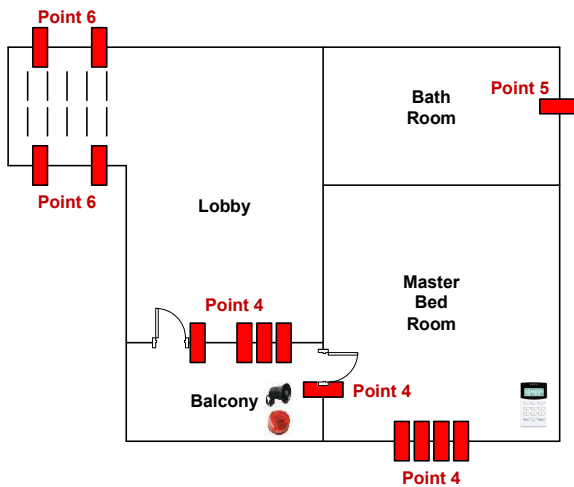 Point 6
Point 5
Bath
Room
Point 6
Lobby
Master
Bed
Room
Point 4
Point 4
Balcony
Point 4